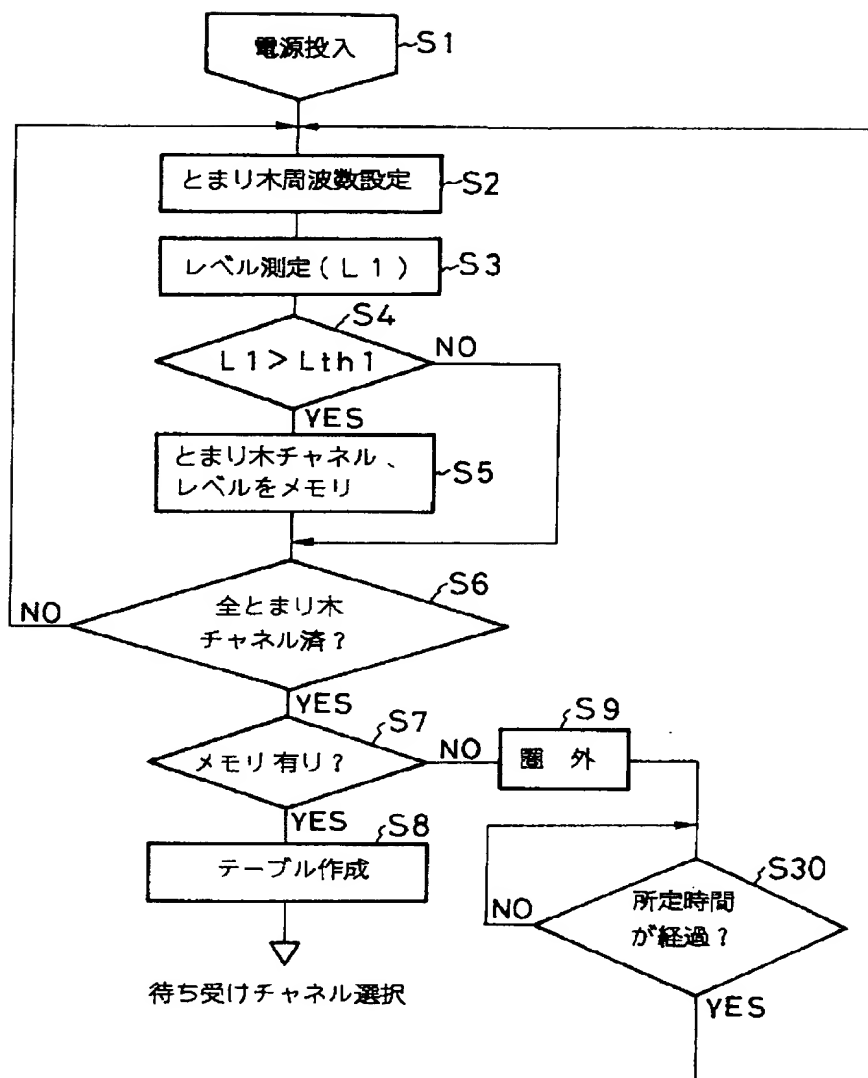 電源投入
S1
とまり木周波数設定
S2
レベル測定(L1)
S3
S4
L1>Lth1
NO
YES
とまり木チャネル、
レベルをメモリ
S5
S6
全とまり木
チャネル済?
NO
YES
S7
メモリ有り?
NO
S9
圏 外
YES
S8
テーブル作成
S30
所定時間
が経過?
NO
YES
待ち受けチャネル選択